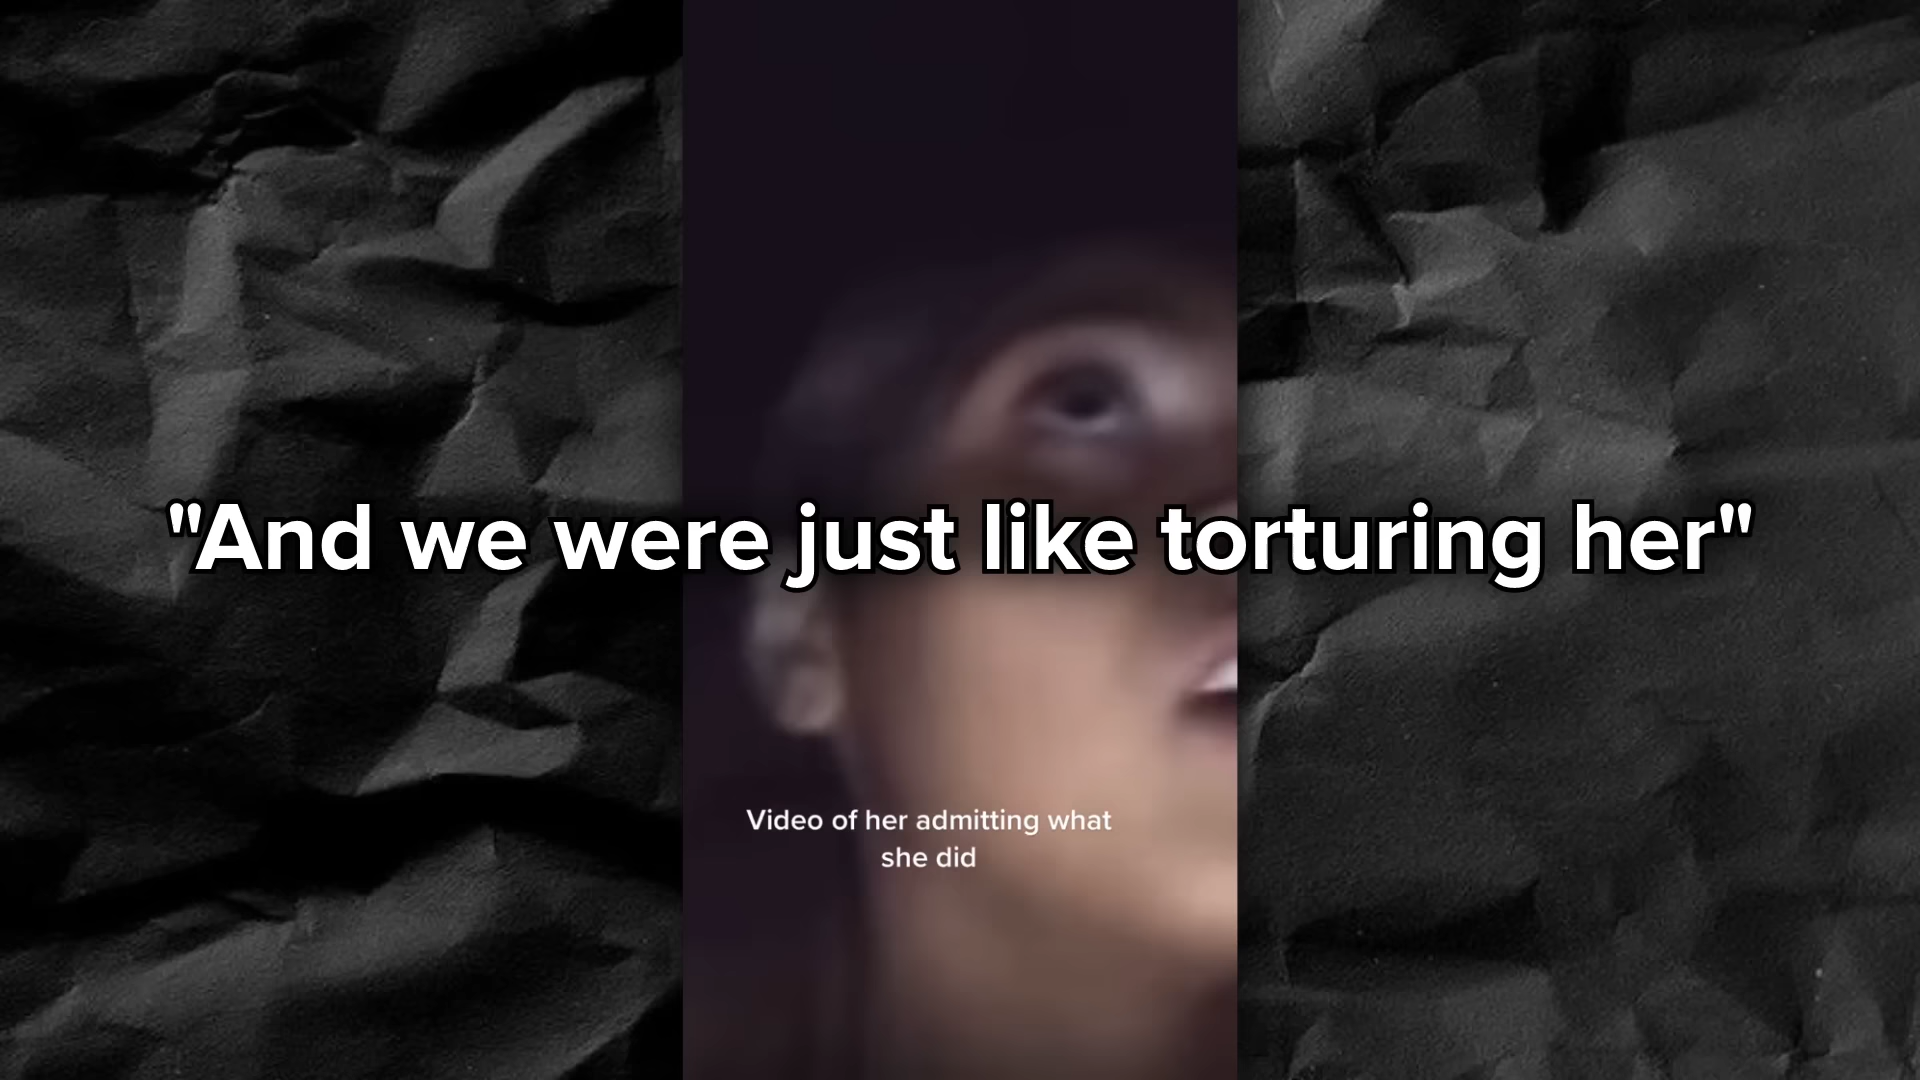 "And we were just like torturing her"
Video of her admitting what
she did